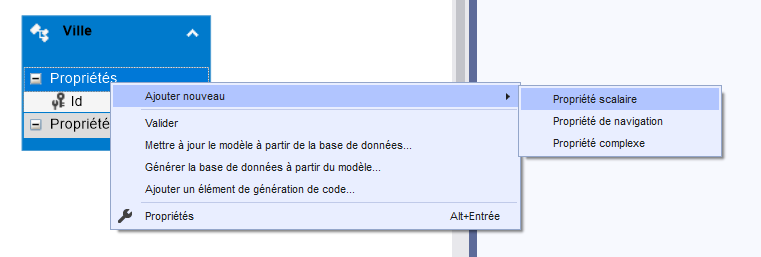 Ville
Propriétés
Id
Propriété
Ajouter nouveau
Valider
Mettre à jour le modèle à partir de la base de données...
Générer la base de données à partir du modèle...
Ajouter un élément de génération de code...
Propriétés Alt+Entrée
Propriété scalaire
Propriété de navigation
Propriété complexe